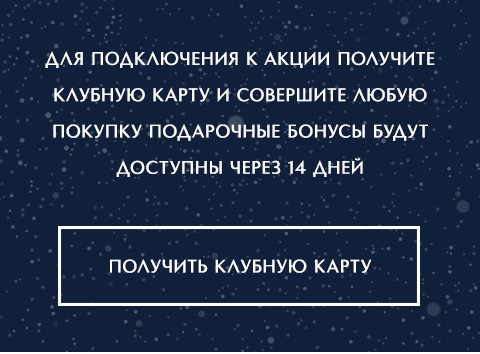 ДЛЯ ПОДКЛЮЧЕНИЯ К АКЦИИ ПОЛУЧИТЕ
КЛУБНУЮ КАРТУ И СОВЕРШИТЕ ЛЮБУЮ
ПОКУПКУ ПОДАРОЧНЫЕ БОНУСЫ БУДУТ
ДОСТУПНЫ ЧЕРЕЗ 14 ДНЕЙ
ПОЛУЧИТЬ КЛУБНУЮ КАРТУ